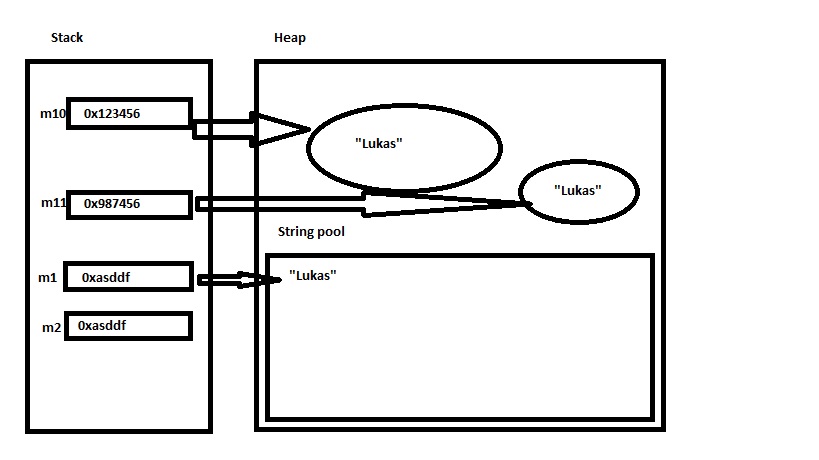 Stack
Heap
m10 0x123456
"Lukas"
m11 0x987456
"Lukas"
String pool
m1 0xasddf
"Lukas"
m2 0xasddf